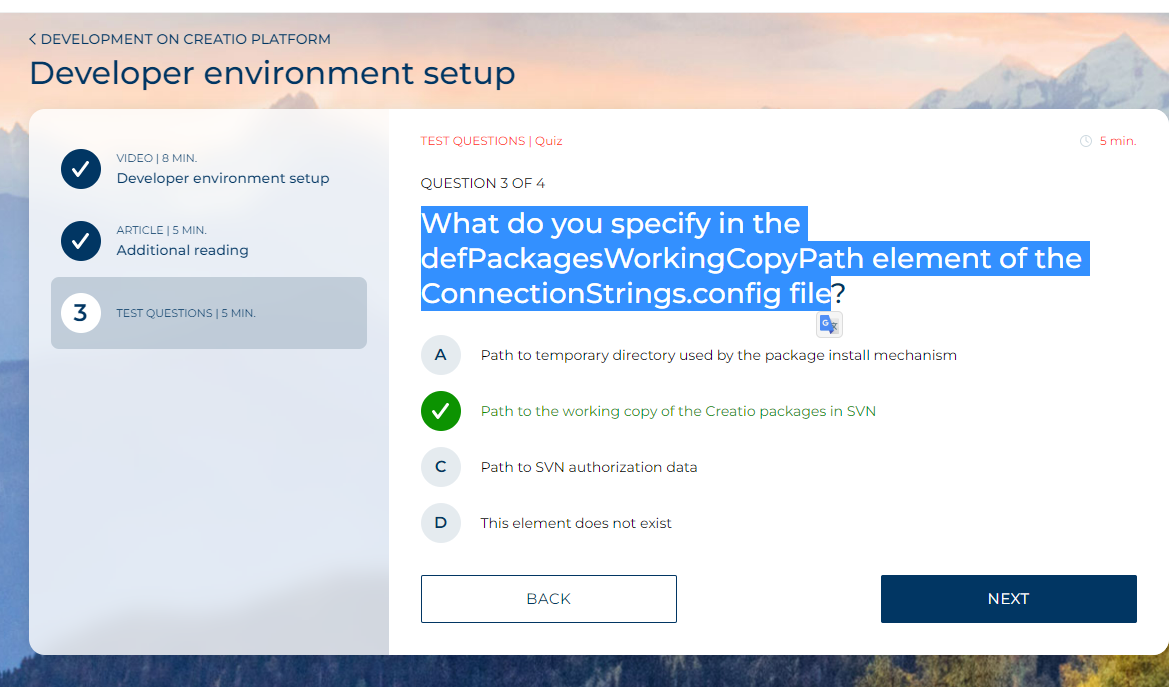 DEVELOPMENT ON CREATIO PLATFORM
Developer environment setup
VIDEO | 8 MIN.
Developer environment setup
ARTICLE | 5 MIN.
Additional reading
3
TEST QUESTIONS | 5 MIN.
TEST QUESTIONS | Quiz
5 min.
QUESTION 3 OF 4
What do you specify in the
defPackagesWorkingCopyPath element of the
ConnectionStrings.config file?
A
Path to temporary directory used by the package install mechanism
Path to the working copy of the Creatio packages in SVN
C
Path to SVN authorization data
D
This element does not exist
BACK
NEXT